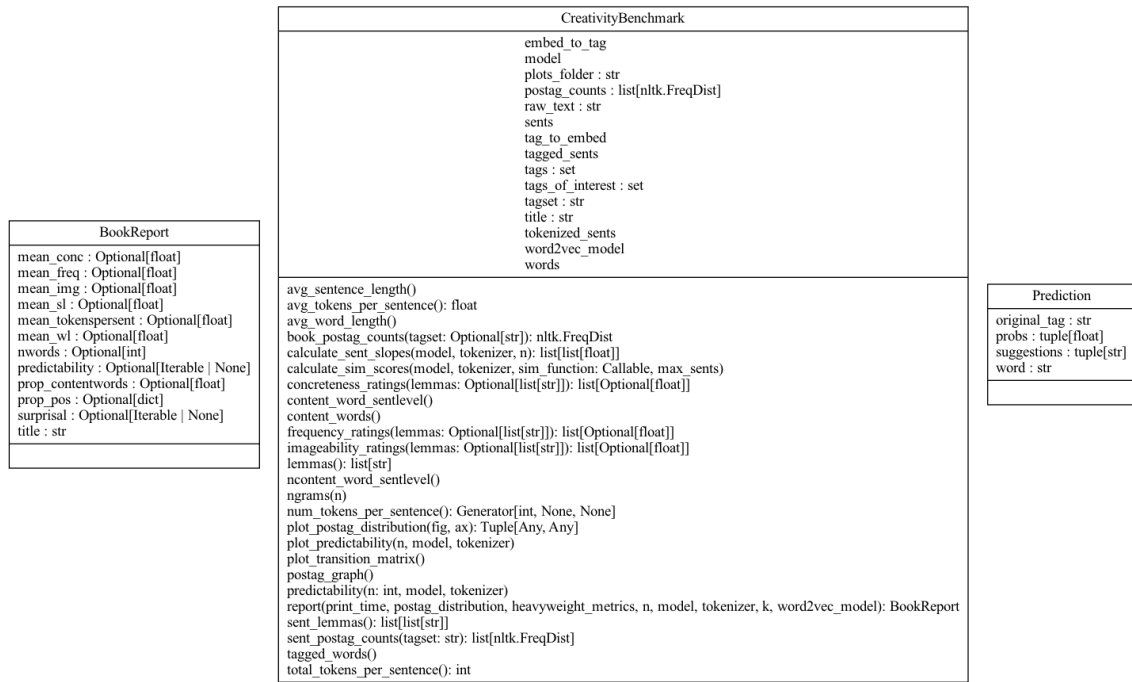 BookReport
mean_conc : Optional[float]
mean_freq : Optional[float]
mean_img : Optional[float]
mean_sl : Optional[float]
mean_tokenspersent : Optional[float]
mean_wl : Optional[float]
nwords : Optional[int]
predictability : Optional[Iterable | None]
prop_contentwords : Optional[float]
prop_pos : Optional[dict]
surprisal : Optional[Iterable | None]
title : str
CreativityBenchmark
embed_to_tag
model
plots_folder : str
postag_counts : list[nltk.FreqDist]
raw_text : str
sents
tag_to_embed
tagged_sents
tags : set
tags_of_interest : set
tagset : str
title : str
tokenized_sents
word2vec_model
words
avg_sentence_length()
avg_tokens_per_sentence(): float
avg_word_length()
book_postag_counts(tagset: Optional[str]): nltk.FreqDist
calculate_sent_slopes(model, tokenizer, n): list[list[float]]
calculate_sim_scores(model, tokenizer, sim_function: Callable, max_sents)
concreteness_ratings(lemmas: Optional[list[str]]): list[Optional[float]]
content_word_sentlevel()
content_words()
frequency_ratings(lemmas: Optional[list[str]]): list[Optional[float]]
imageability_ratings(lemmas: Optional[list[str]]): list[Optional[float]]
lemmas(): list[str]
ncontent_word_sentlevel()
ngrams(n)
num_tokens_per_sentence(): Generator[int, None, None]
plot_postag_distribution(fig, ax): Tuple[Any, Any]
plot_predictability(n, model, tokenizer)
plot_transition_matrix()
postag_graph()
predictability(n: int, model, tokenizer)
report(print_time, postag_distribution, heavyweight_metrics, n, model, tokenizer, k, word2vec_model): BookReport
sent_lemmas(): list[list[str]]
sent_postag_counts(tagset: str): list[nltk.FreqDist]
tagged_words()
total_tokens_per_sentence(): int
Prediction
original_tag : str
probs : tuple[float]
suggestions : tuple[str]
word : str